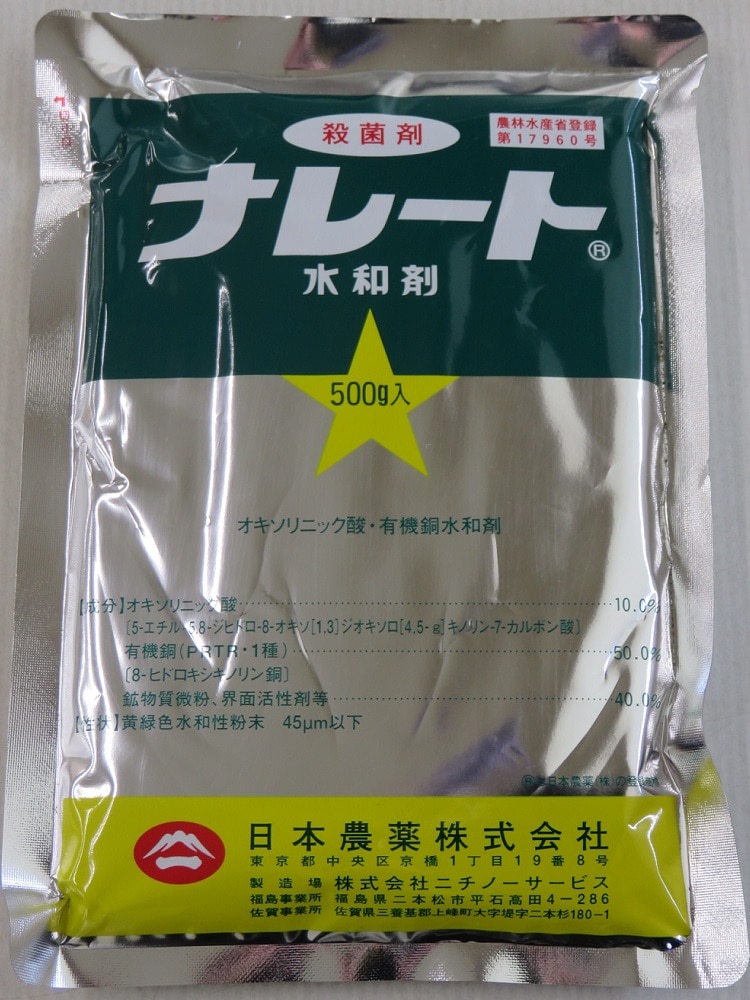 殺菌剤
農林水産省登録
第17960号
ナレート®
水和剤
500g入
オキソリニック酸・有機銅水和剤
【成分】オキソリニック酸……10.0%
〔5-エチル-5,8-ジヒドロ-8-オキソ[1,3]ジオキソロ[4,5-g]キノリン-7-カルボン酸〕
有機銅(PRTR・1種)……50.0%
〔8-ヒドロキシキノリン銅〕
鉱物質微粉、界面活性剤等……40.0%
【性状】黄緑色水和性粉末 45μm以下
®は日本農薬(株)の登録商標
日本農薬株式会社
東京都中央区京橋1丁目19番8号
製造場 株式会社ニチノーサービス
福島事業所 福島県二本松市平石高田4-286
佐賀事業所 佐賀県三養基郡上峰町大字堤字二本杉180-1